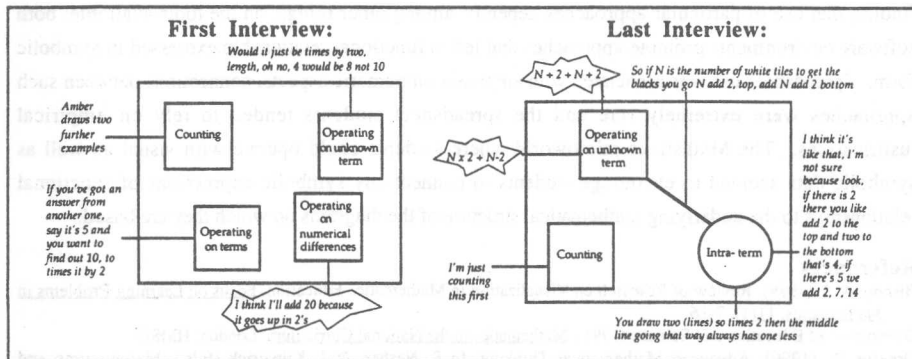 First Interview:
Would it just be times by two,
length, oh no, 4 would be 8 not 10
Amber
draws two
further
examples
Counting
Operating
on unknown
term
If you've got an
answer from
another one,
say it's 5 and
you want to
find out 10, to
times it by 2
Operating
on terms
Operating
on
numerical
differences
I think I'll add 20 because
it goes up in 2's
Last Interview:
N + 2 + N + 2
So if N is the number of white tiles to get the
blacks you go N add 2, top, add N add 2 bottom
Operating
on unknown
term
N x 2 + N-2
I think it's
like that, I'm
not sure
because look,
if there is 2
there you like
add 2 to the
top and two to
the bottom
that's 4, if
there's 5 we
add 2, 7, 14
Counting
I'm just
counting
this first
Intra- term
You draw two (lines) so times 2 then the middle
line going that way always has one less